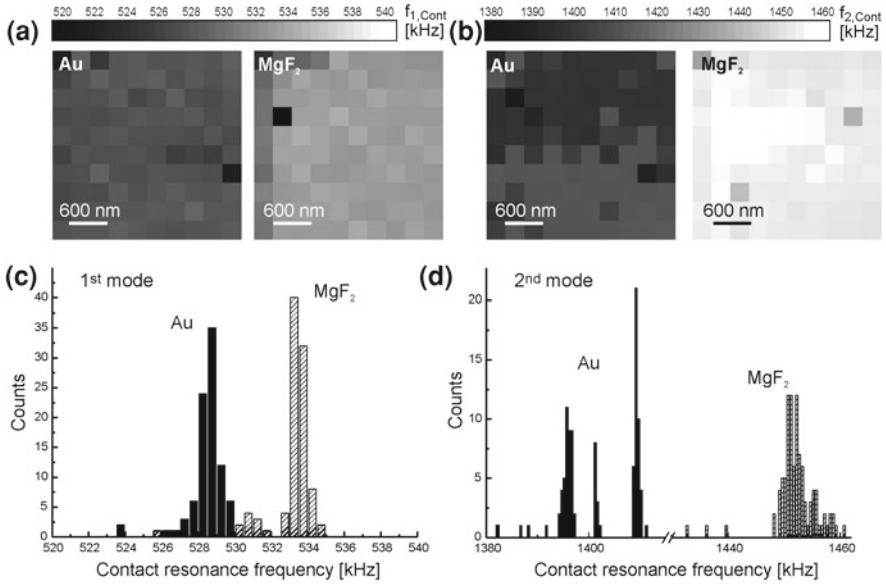 (a)
520 522 524 526 528 530 532 534 536 538 540
f1,Cont
[kHz]
Au
600 nm
MgF2
600 nm
(b)
1380 1390 1400 1410 1420 1430 1440 1450 1460
f2,Cont
[kHz]
Au
600 nm
MgF2
600 nm
(c)
1st mode
Au
MgF2
Counts
40
35
30
25
20
15
10
5
0
520 522 524 526 528 530 532 534 536 538 540
Contact resonance frequency [kHz]
(d)
2nd mode
Au
MgF2
Counts
20
15
10
5
0
1380 1400 1440 1460
Contact resonance frequency [kHz]